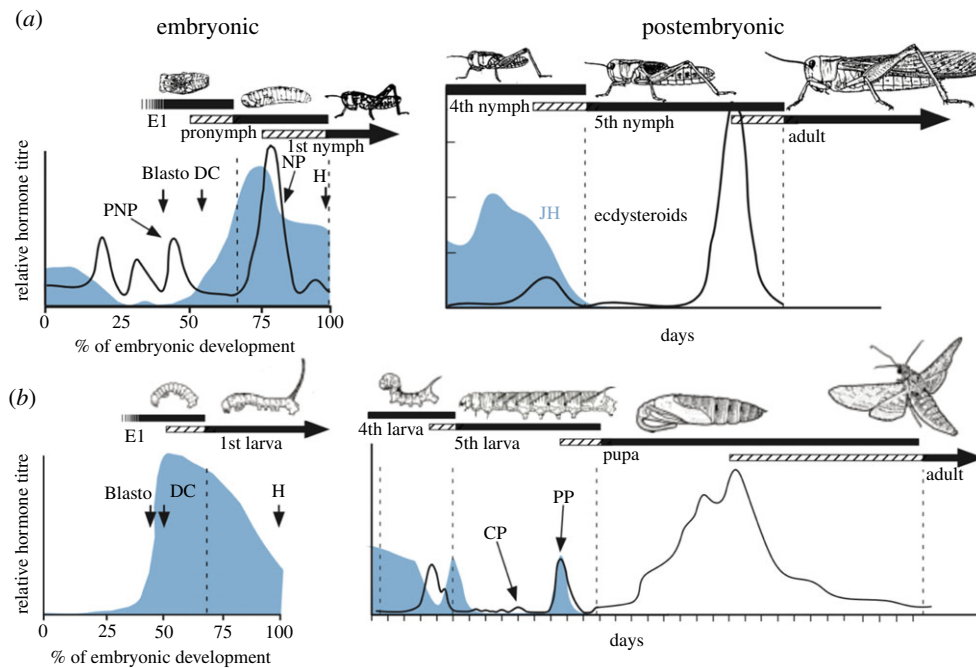 (a)
embryonic
postembryonic
E1
pronymph
1st nymph
4th nymph
5th nymph
adult
Blasto DC
NP
H
PNP
JH
ecdysteroids
relative hormone titre
0 25 50 75 100
% of embryonic development
days
(b)
E1
1st larva
4th larva
5th larva
pupa
adult
Blasto
DC
H
CP
PP
relative hormone titre
0 25 50 75 100
% of embryonic development
days